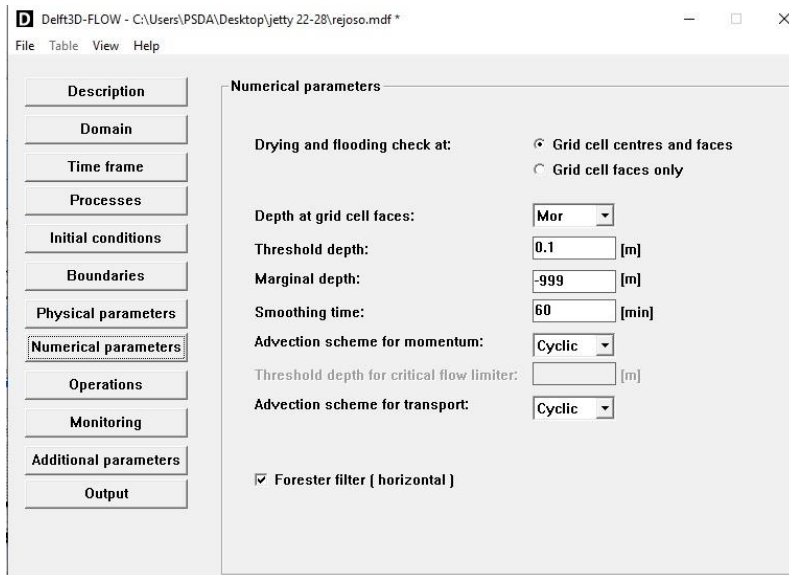 D Delft3D-FLOW - C:\Users\PSDA\Desktop\jetty 22-28\rejoso.mdf *
File Table View Help
Description
Domain
Time frame
Processes
Initial conditions
Boundaries
Physical parameters
Numerical parameters
Operations
Monitoring
Additional parameters
Output
Numerical parameters
Drying and flooding check at: Grid cell centres and faces
Grid cell faces only
Depth at grid cell faces: Mor
Threshold depth: 0.1 [m]
Marginal depth: -999 [m]
Smoothing time: 60 [min]
Advection scheme for momentum: Cyclic
Threshold depth for critical flow limiter: [m]
Advection scheme for transport: Cyclic
Forester filter ( horizontal )